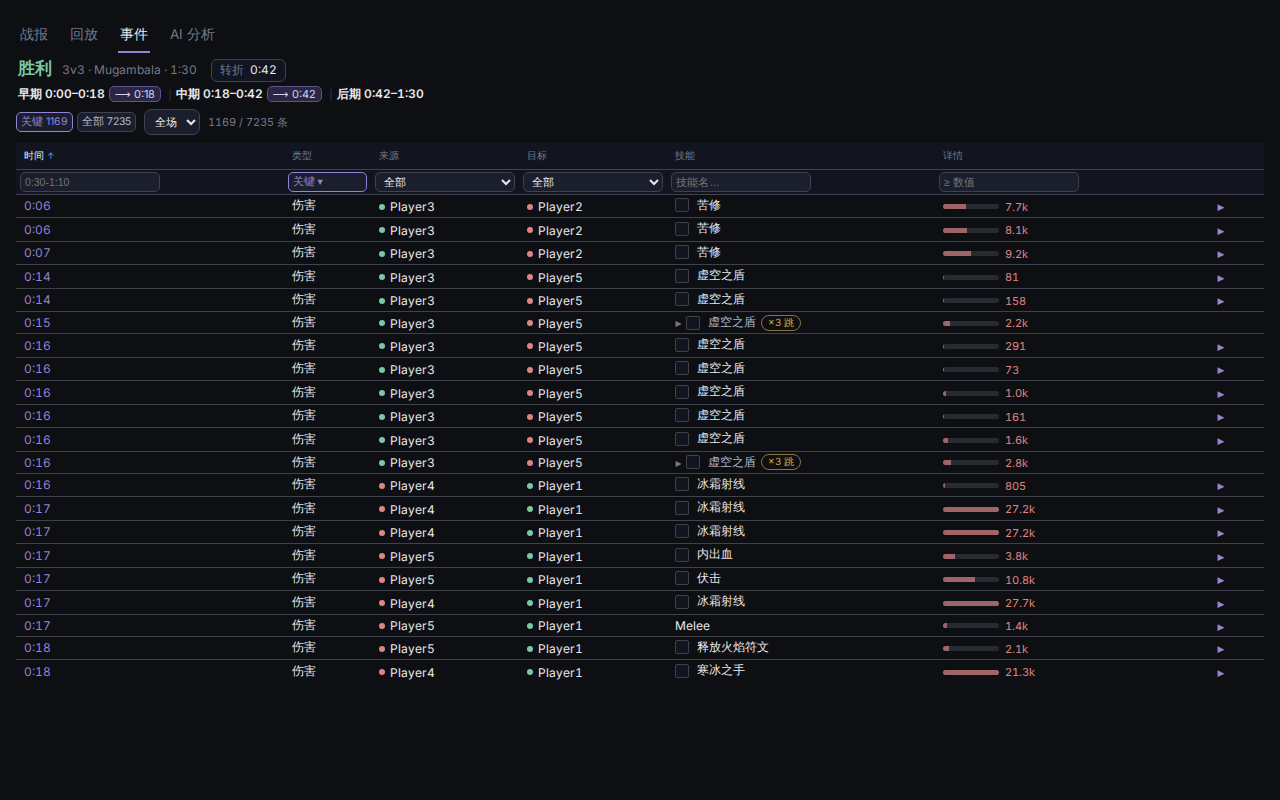 战报 回放 事件 AI 分析
胜利 3v3 · Mugambala · 1:30 转折 0:42
早期 0:00–0:18 ⟶ 0:18 | 中期 0:18–0:42 ⟶ 0:42 | 后期 0:42–1:30
关键 1169 全部 7235 全场 1169 / 7235 条
时间 ↑ 类型 来源 目标 技能 详情
0:30-1:10 关键 ▾ 全部 全部 技能名… ≥ 数值
0:06 伤害 Player3 Player2 苦修 7.7k ▶
0:06 伤害 Player3 Player2 苦修 8.1k ▶
0:07 伤害 Player3 Player2 苦修 9.2k ▶
0:14 伤害 Player3 Player5 虚空之盾 81 ▶
0:14 伤害 Player3 Player5 虚空之盾 158 ▶
0:15 伤害 Player3 Player5 ▶ 虚空之盾 ×3 跳 2.2k
0:16 伤害 Player3 Player5 虚空之盾 291 ▶
0:16 伤害 Player3 Player5 虚空之盾 73 ▶
0:16 伤害 Player3 Player5 虚空之盾 1.0k ▶
0:16 伤害 Player3 Player5 虚空之盾 161 ▶
0:16 伤害 Player3 Player5 虚空之盾 1.6k ▶
0:16 伤害 Player3 Player5 ▶ 虚空之盾 ×3 跳 2.8k
0:16 伤害 Player4 Player1 冰霜射线 805 ▶
0:17 伤害 Player4 Player1 冰霜射线 27.2k ▶
0:17 伤害 Player4 Player1 冰霜射线 27.2k ▶
0:17 伤害 Player5 Player1 内出血 3.8k ▶
0:17 伤害 Player5 Player1 伏击 10.8k ▶
0:17 伤害 Player4 Player1 冰霜射线 27.7k ▶
0:17 伤害 Player5 Player1 Melee 1.4k ▶
0:18 伤害 Player5 Player1 释放火焰符文 2.1k ▶
0:18 伤害 Player4 Player1 寒冰之手 21.3k ▶